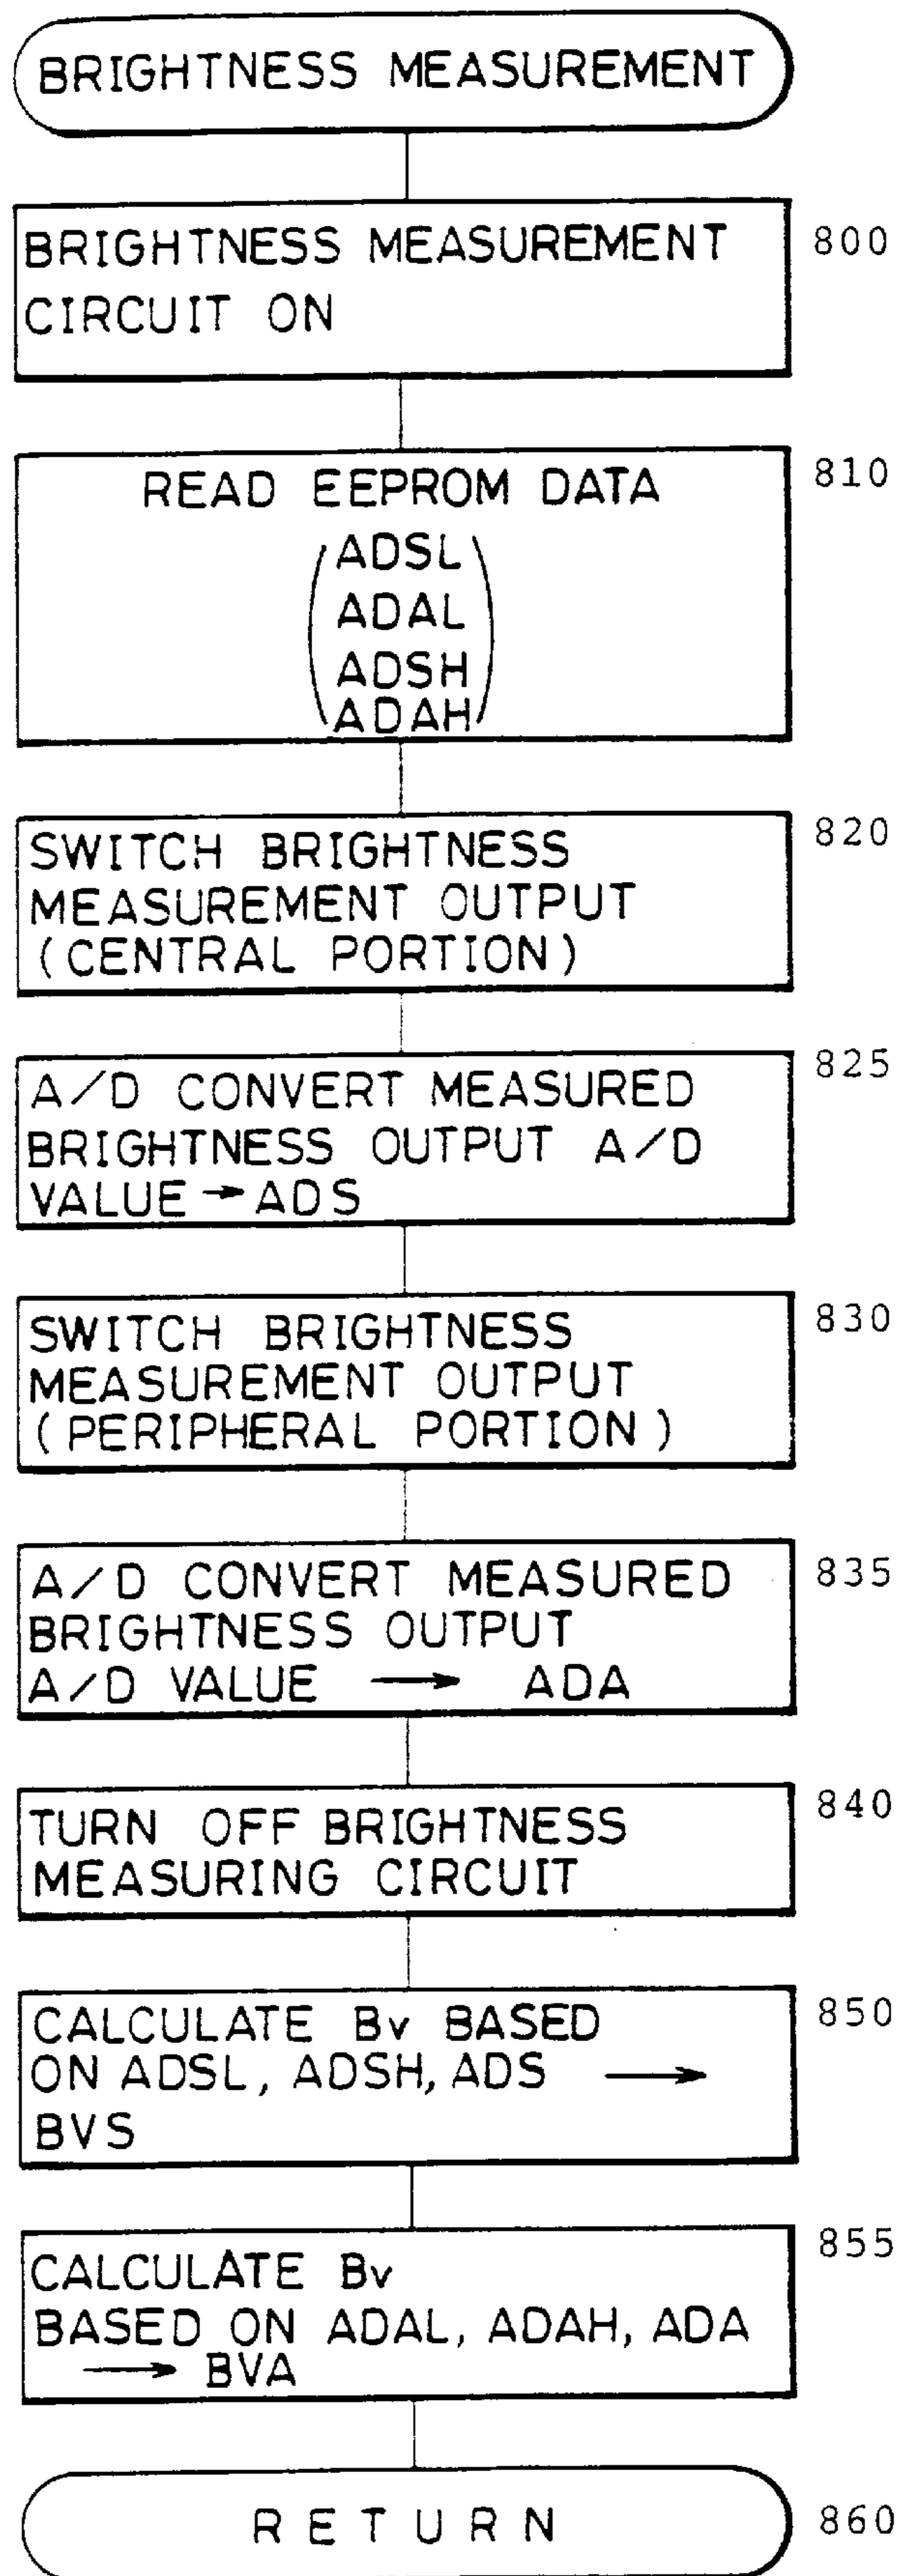 BRIGHTNESS MEASUREMENT
BRIGHTNESS MEASUREMENT
CIRCUIT ON
800
READ EEPROM DATA
ADSL
ADAL
ADSH
ADAH
810
SWITCH BRIGHTNESS
MEASUREMENT OUTPUT
(CENTRAL PORTION)
820
A/D CONVERT MEASURED
BRIGHTNESS OUTPUT A/D
VALUE → ADS
825
SWITCH BRIGHTNESS
MEASUREMENT OUTPUT
(PERIPHERAL PORTION)
830
A/D CONVERT MEASURED
BRIGHTNESS OUTPUT
A/D VALUE → ADA
835
TURN OFF BRIGHTNESS
MEASURING CIRCUIT
840
CALCULATE Bv BASED
ON ADSL, ADSH, ADS →
BVS
850
CALCULATE Bv
BASED ON ADAL, ADAH, ADA
→ BVA
855
RETURN
860